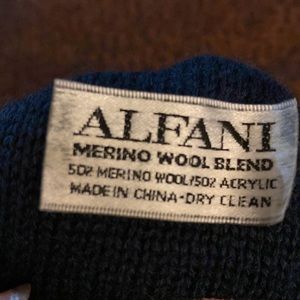 ALFANI
MERINO WOOL BLEND
50% MERINO WOOL/50% ACRYLIC
MADE IN CHINA•DRY CLEAN